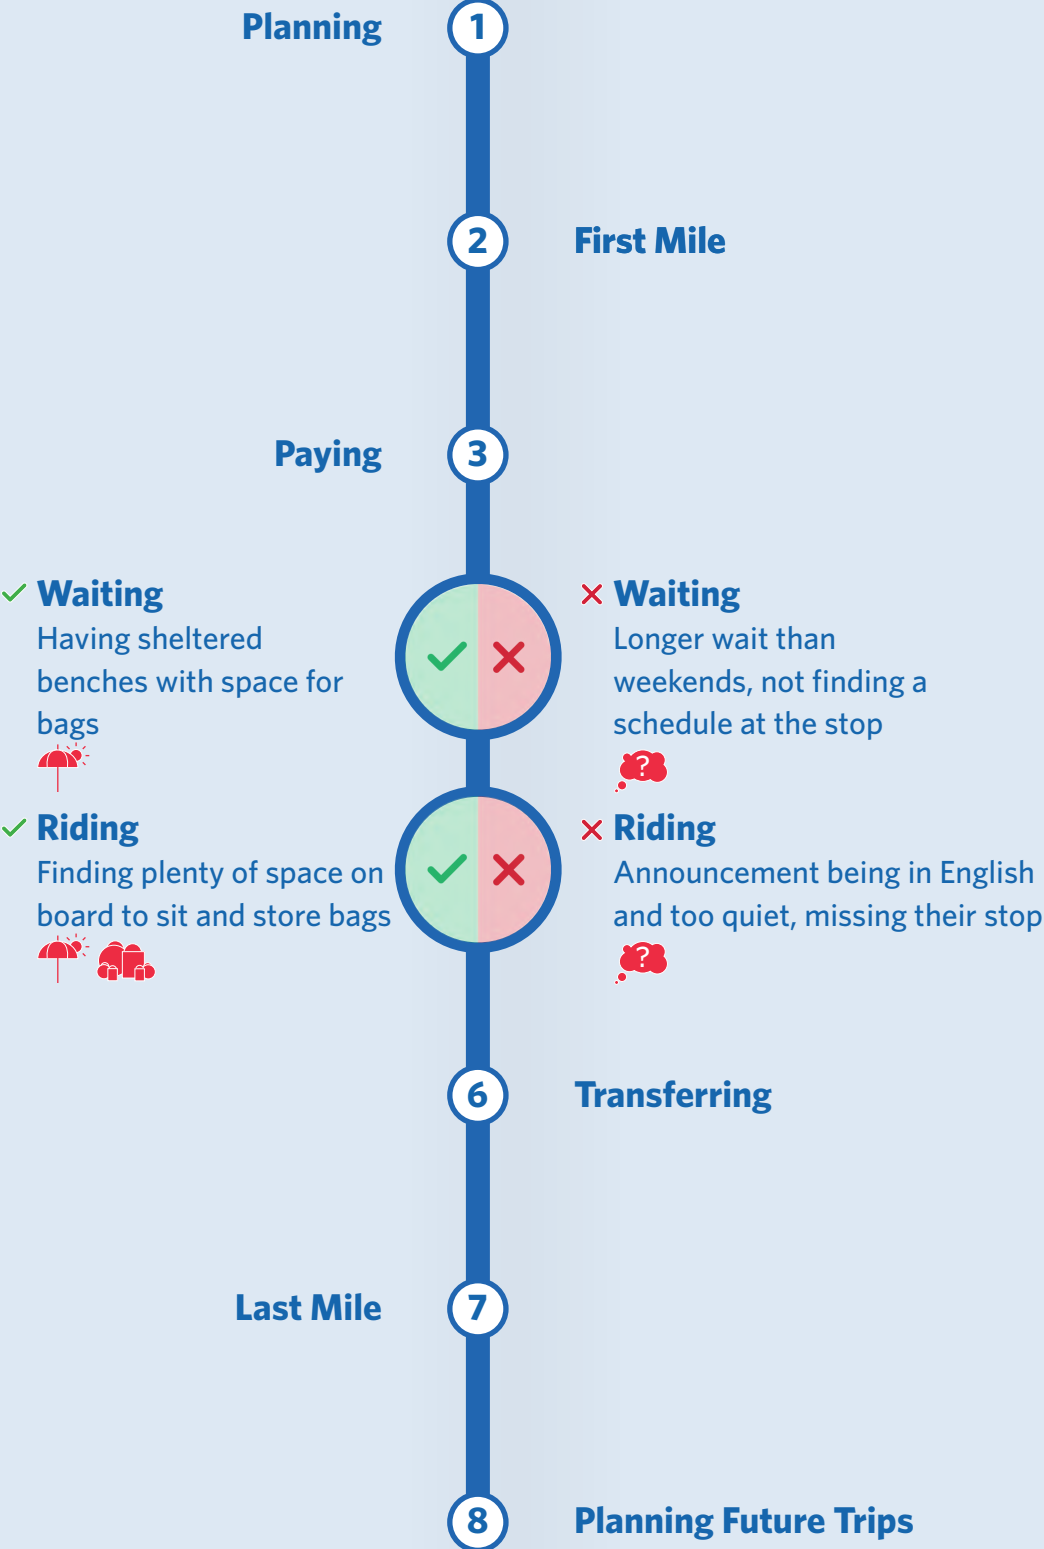 Planning
1
2
First Mile
Paying
3
Waiting
Having sheltered
benches with space for
bags
Waiting
Longer wait than
weekends, not finding a
schedule at the stop
?
Riding
Finding plenty of space on
board to sit and store bags
Riding
Announcement being in English
and too quiet, missing their stop
?
6
Transferring
Last Mile
7
8
Planning Future Trips